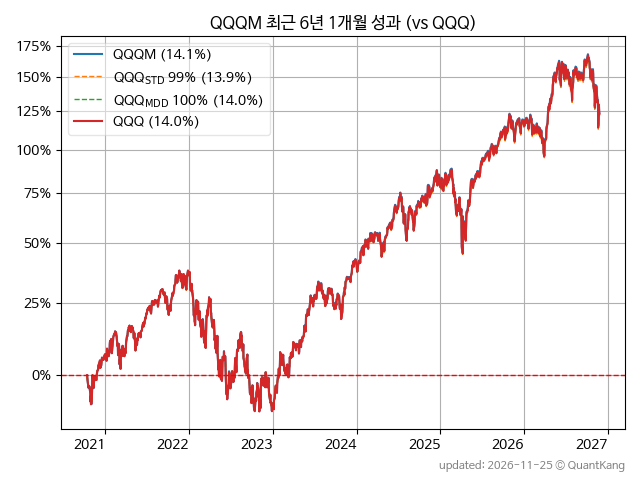 QQQM 최근 6년 1개월 성과 (vs QQQ)
175%
150%
125%
100%
75%
50%
25%
0%
QQQM (14.1%)
QQQSTD 99% (13.9%)
QQQMDD 100% (14.0%)
QQQ (14.0%)
2021 2022 2023 2024 2025 2026 2027
updated: 2026-11-25 © QuantKang